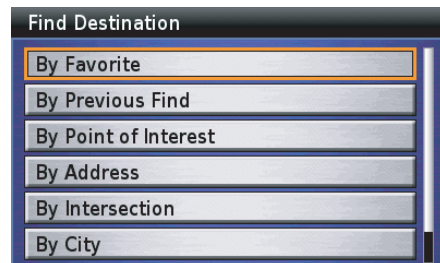 Find Destination
By Favorite
By Previous Find
By Point of Interest
By Address
By Intersection
By City